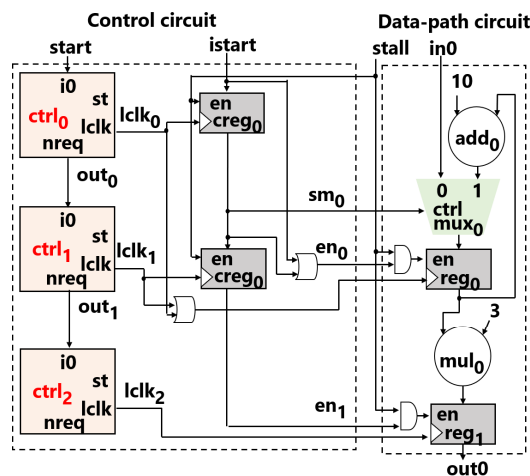 Control circuit
Data-path circuit
start
istart
stall
in0
i0
st
ctrl0
lclk
nreq
lclk0
en
creg0
10
add0
out0
sm0
0
1
ctrl
mux0
i0
st
ctrl1
lclk
nreq
lclk1
en
creg0
en0
en
reg0
out1
3
mul0
i0
st
ctrl2
lclk
nreq
lclk2
en1
en
reg1
out0